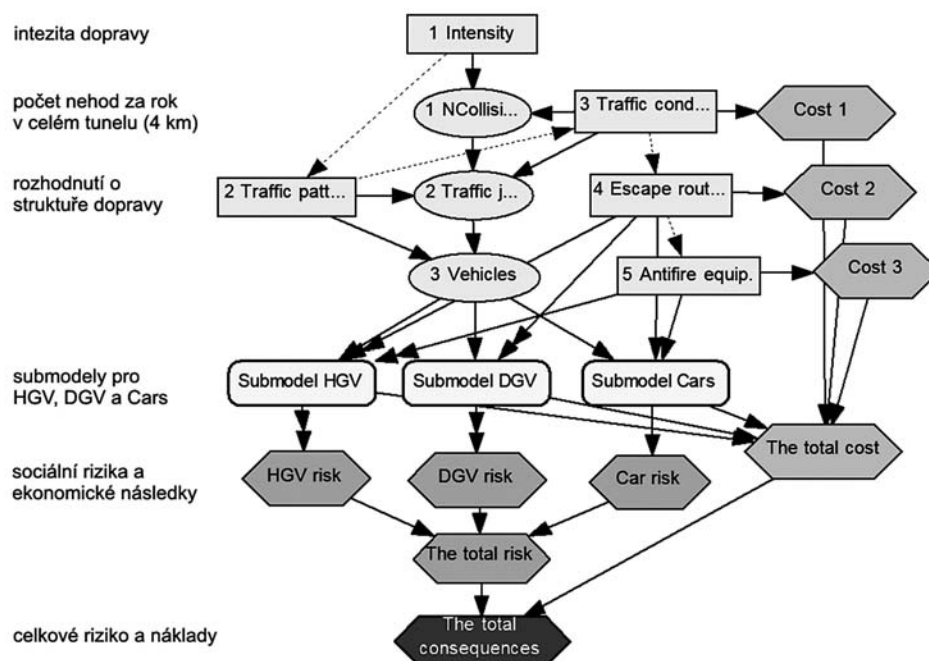 intezita dopravy
1 Intensity
počet nehod za rok
v celém tunelu (4 km)
1 NCollisi...
3 Traffic cond...
Cost 1
rozhodnutí o
struktuře dopravy
2 Traffic patt...
2 Traffic j...
4 Escape rout...
Cost 2
3 Vehicles
5 Antifire equip.
Cost 3
submodely pro
HGV, DGV a Cars
Submodel HGV
Submodel DGV
Submodel Cars
The total cost
sociální rizika a
ekonomické následky
HGV risk
DGV risk
Car risk
The total risk
celkové riziko a náklady
The total
consequences